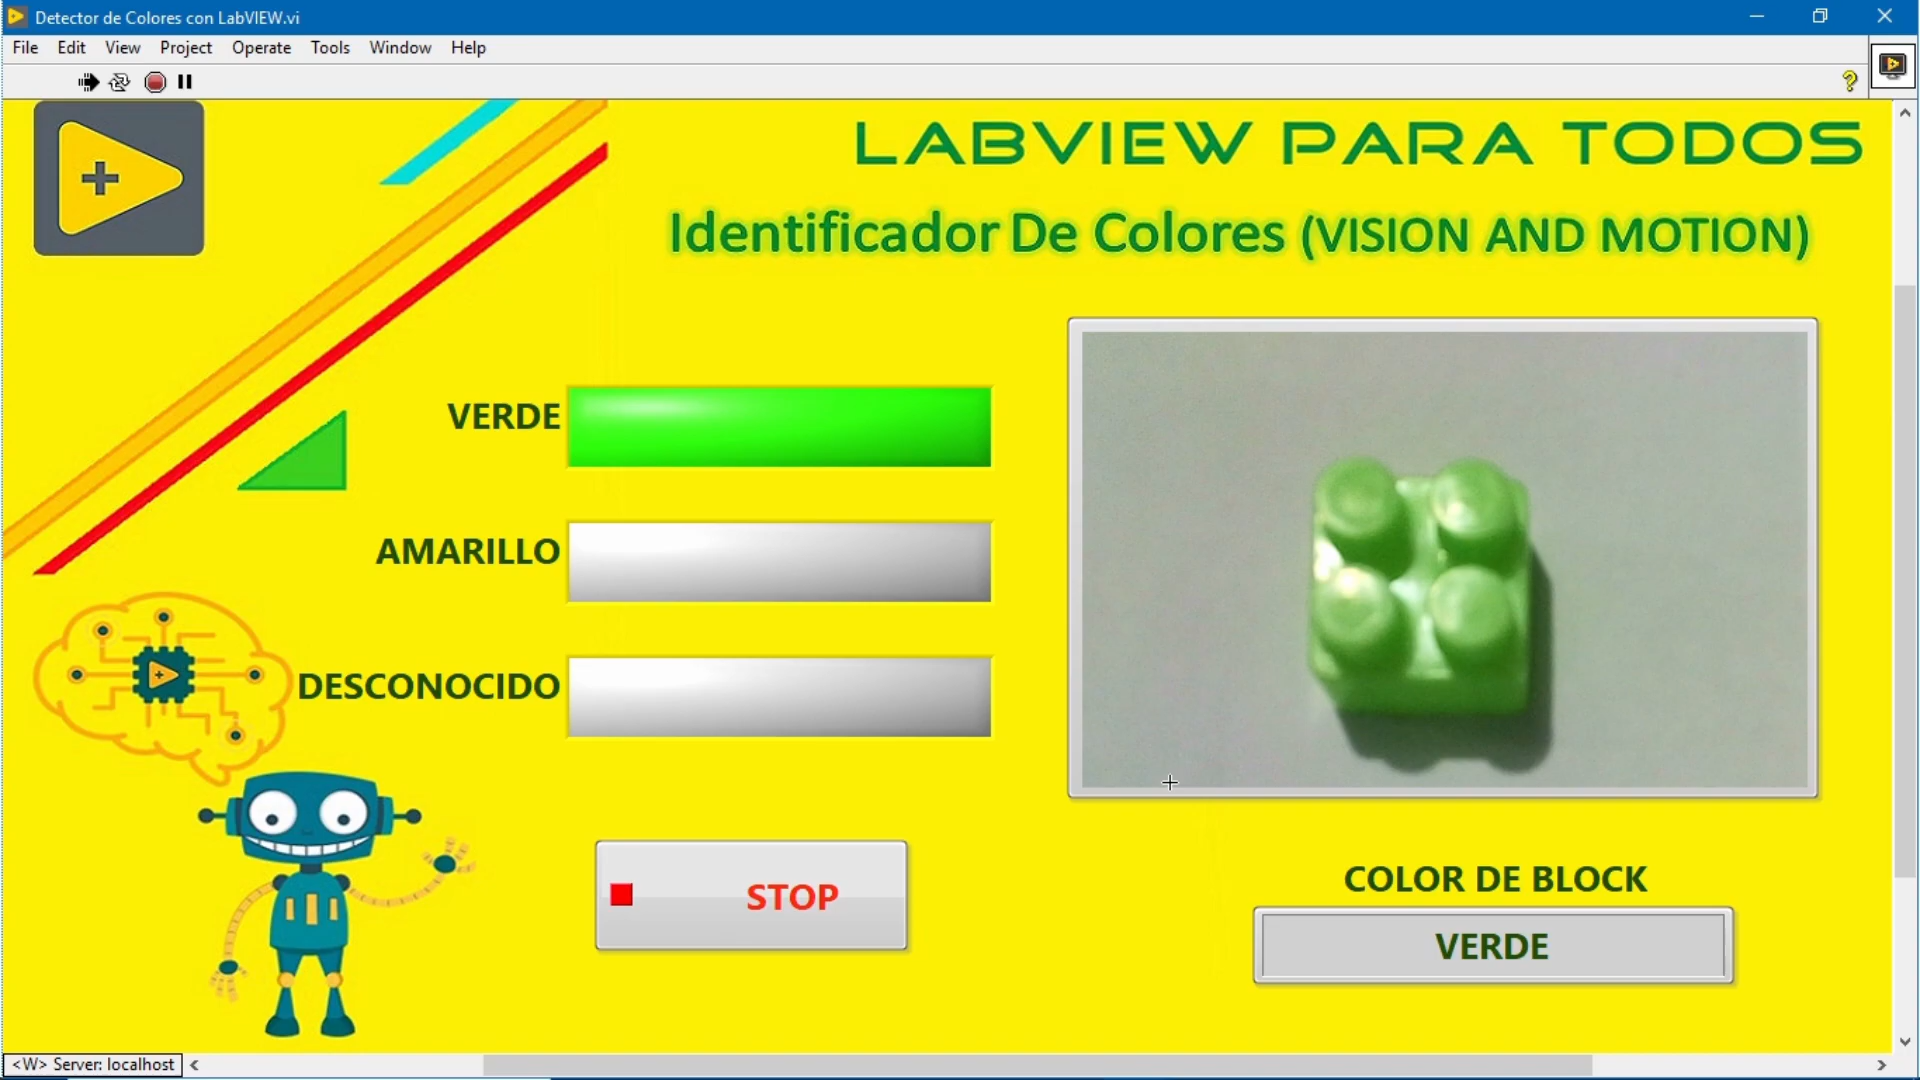 Detector de Colores con LabVIEW.vi
File Edit View Project Operate Tools Window Help
LABVIEW PARA TODOS
Identificador De Colores (VISION AND MOTION)
VERDE
AMARILLO
DESCONOCIDO
STOP
COLOR DE BLOCK
VERDE
<W> Server: localhost